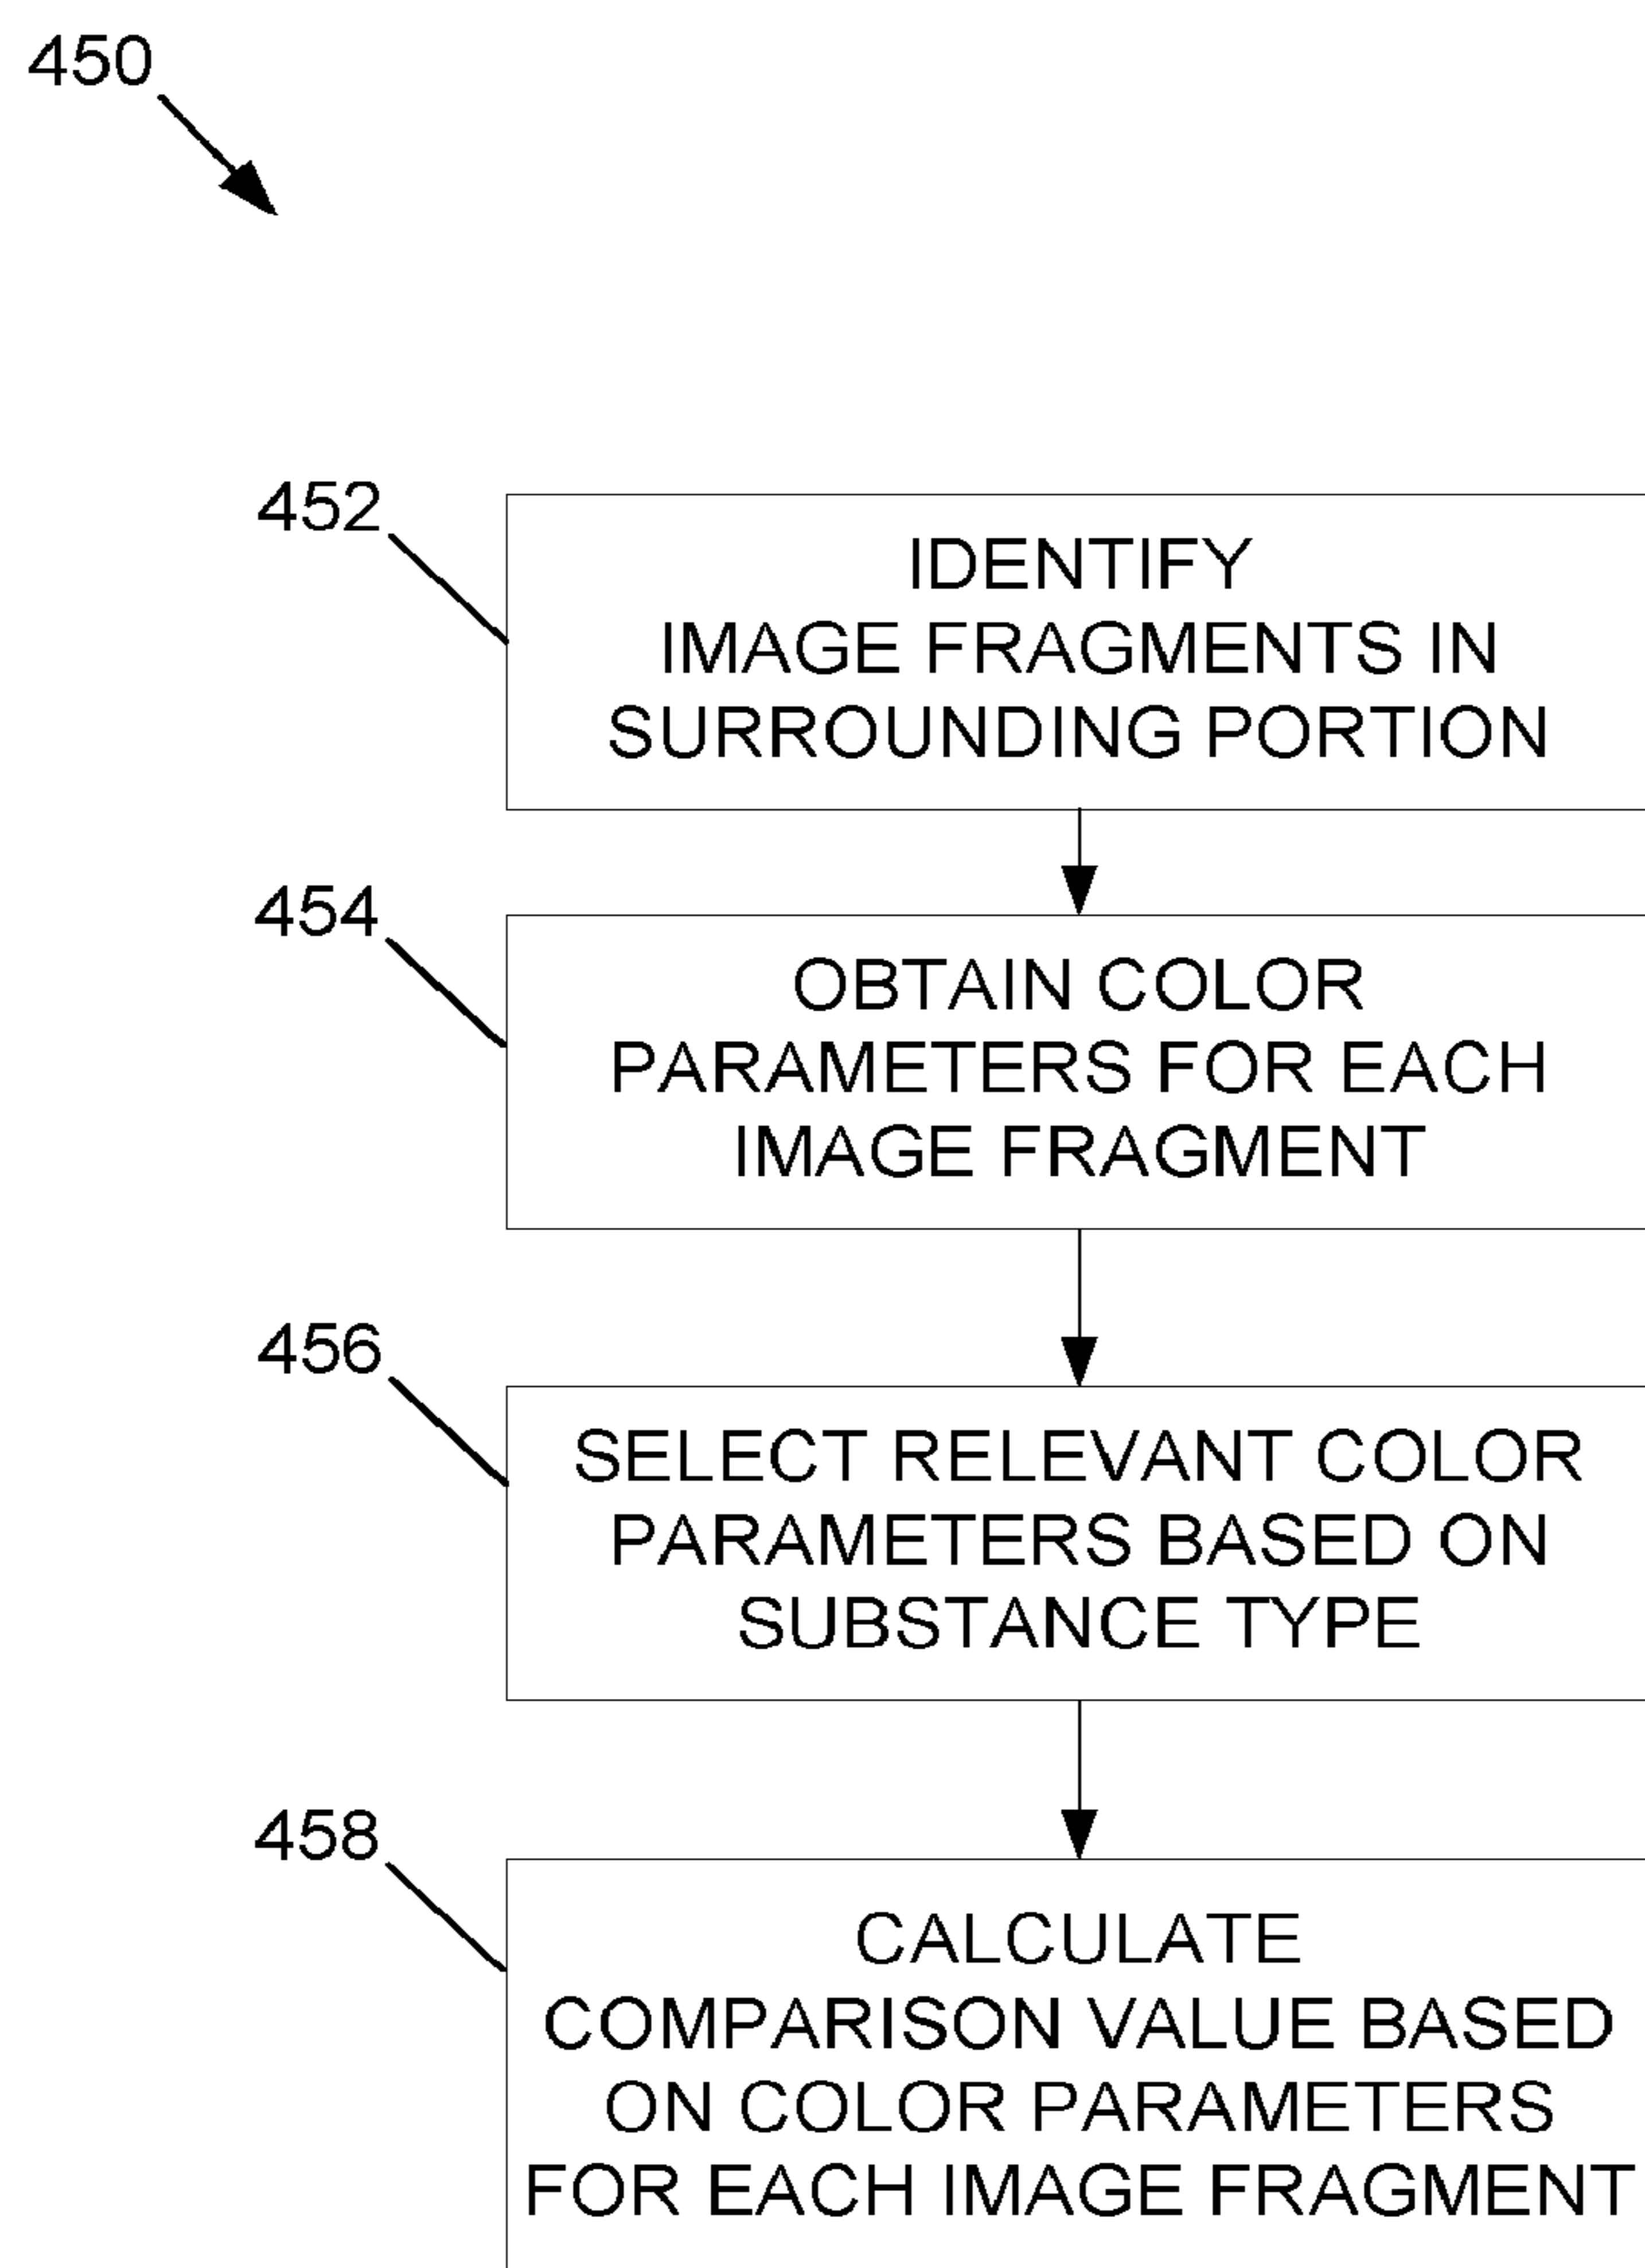 450
452
IDENTIFY
IMAGE FRAGMENTS IN
SURROUNDING PORTION
454
OBTAIN COLOR
PARAMETERS FOR EACH
IMAGE FRAGMENT
456
SELECT RELEVANT COLOR
PARAMETERS BASED ON
SUBSTANCE TYPE
458
CALCULATE
COMPARISON VALUE BASED
ON COLOR PARAMETERS
FOR EACH IMAGE FRAGMENT